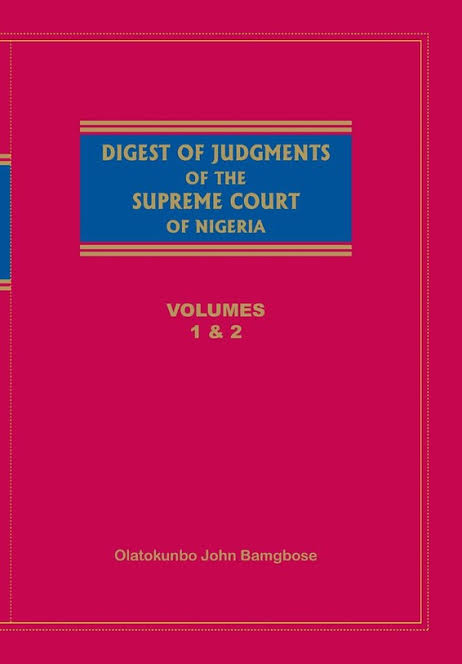 DIGEST OF JUDGMENTS
OF THE
SUPREME COURT
OF NIGERIA
VOLUMES
1 & 2
Olatokunbo John Bamgbose